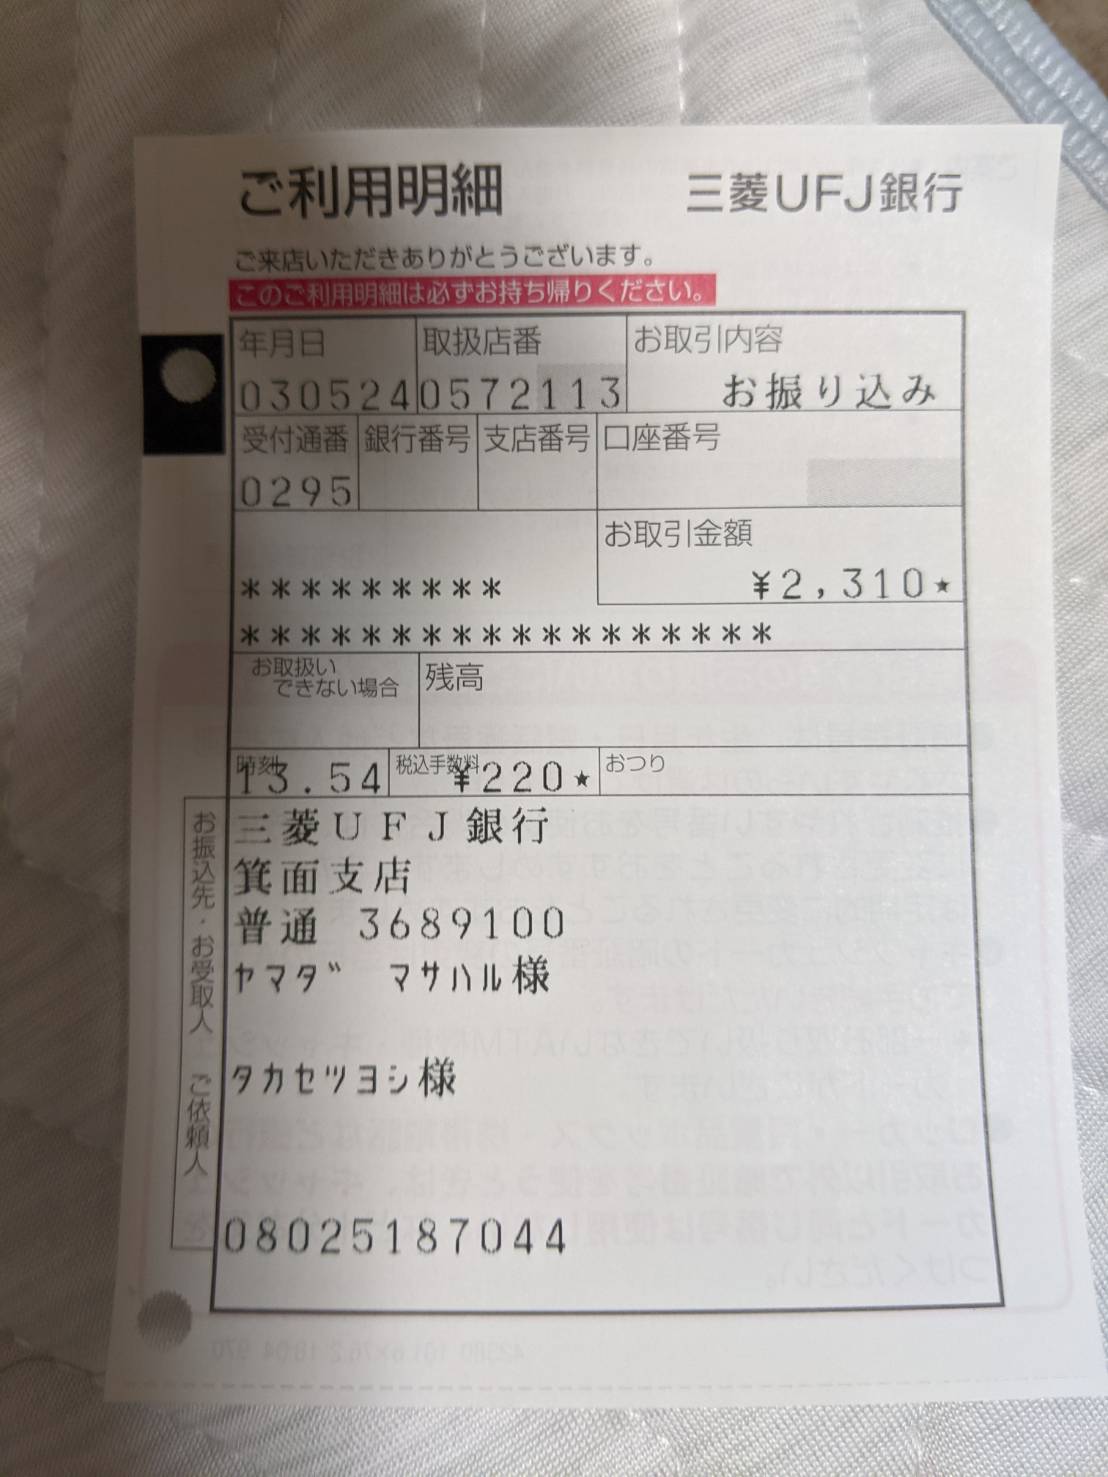 ご利用明細 三菱UFJ銀行
ご来店いただきありがとうございます。
このご利用明細は必ずお持ち帰りください。
年月日 取扱店番 お取引内容
030524 0572113 お振り込み
受付通番 銀行番号 支店番号 口座番号
0295
お取引金額
********* ¥2,310★
******************
お取扱い
できない場合 残高
時刻 税込手数料 おつり
13.54 ¥220★
お振込先・お受取人 ご依頼人
三菱UFJ銀行
箕面支店
普通 3689100
ヤマダ゛ マサハル様
タカセツヨシ様
08025187044